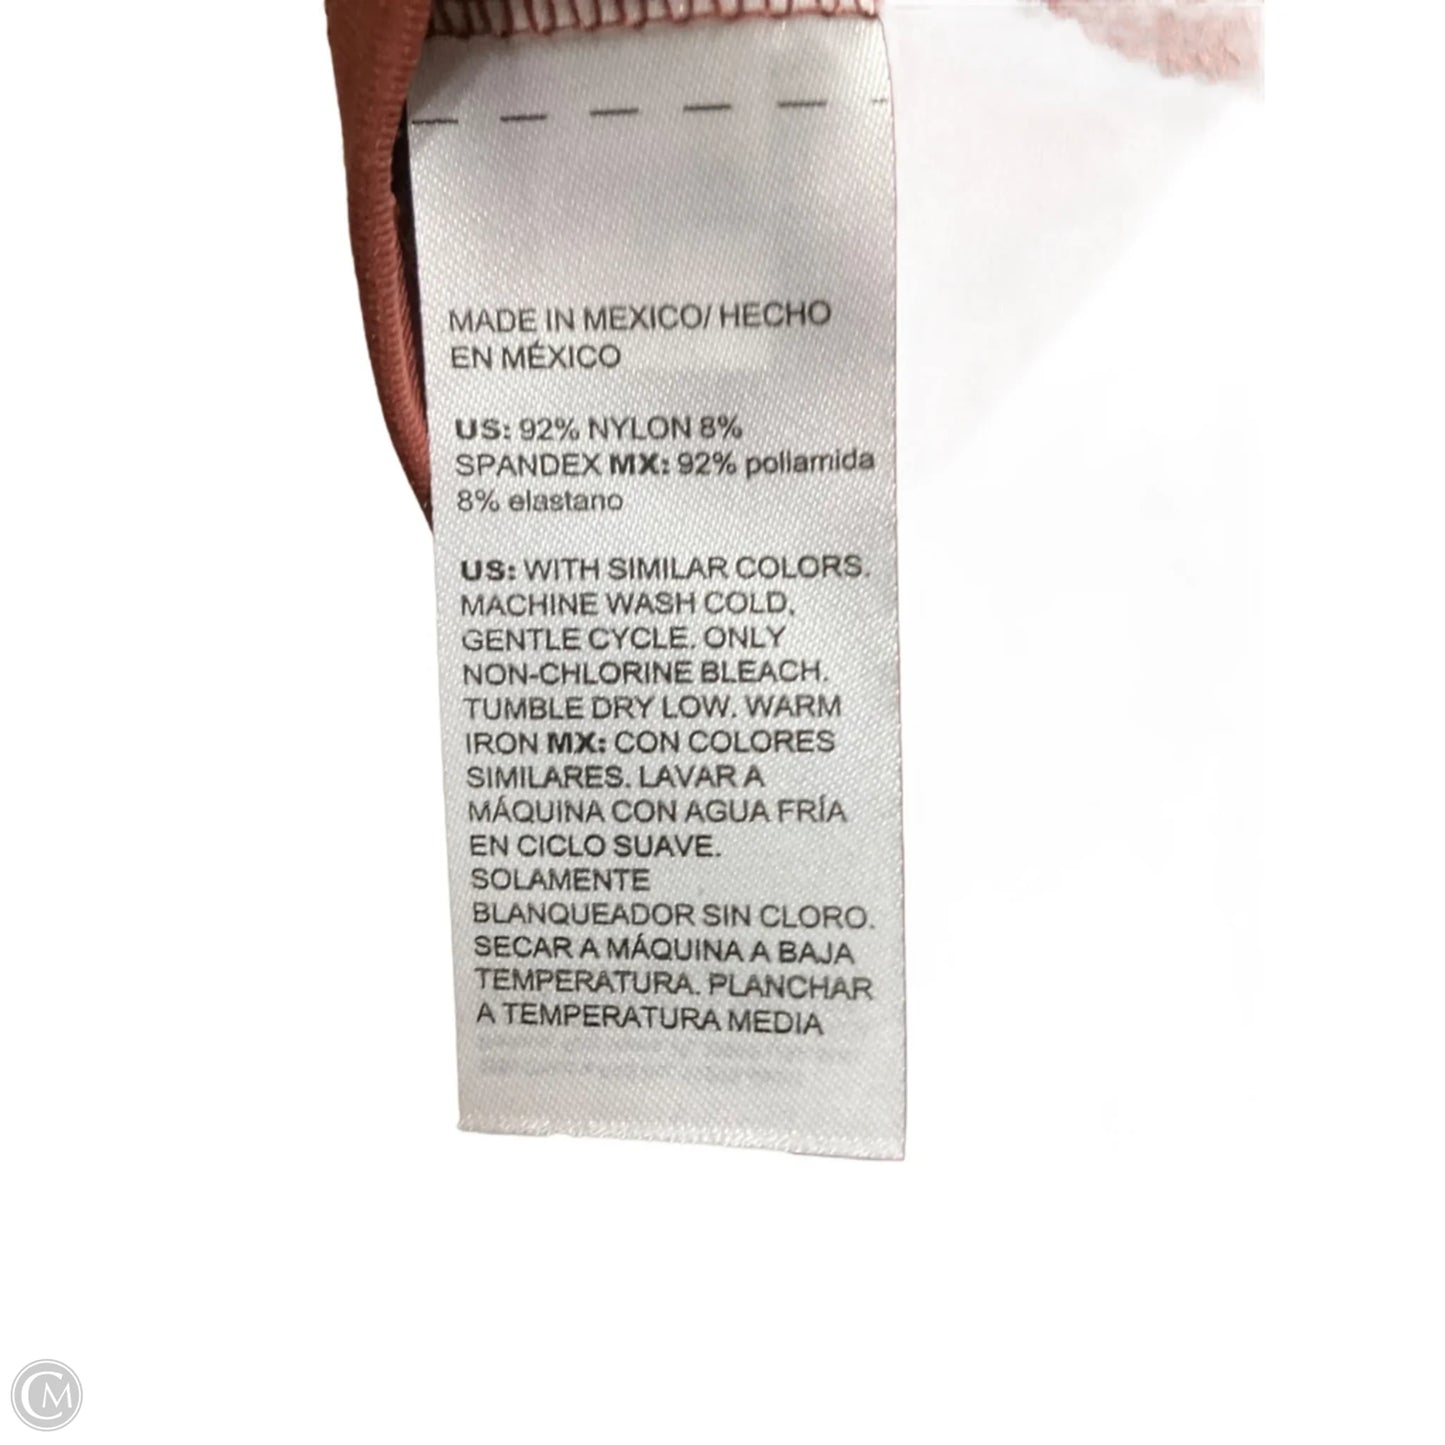 MADE IN MEXICO/ HECHO
EN MÉXICO
US: 92% NYLON 8%
SPANDEX MX: 92% poliamida
8% elastano
US: WITH SIMILAR COLORS.
MACHINE WASH COLD,
GENTLE CYCLE. ONLY
NON-CHLORINE BLEACH.
TUMBLE DRY LOW. WARM
IRON MX: CON COLORES
SIMILARES. LAVAR A
MÁQUINA CON AGUA FRÍA
EN CICLO SUAVE.
SOLAMENTE
BLANQUEADOR SIN CLORO.
SECAR A MÁQUINA A BAJA
TEMPERATURA. PLANCHAR
A TEMPERATURA MEDIA
CM